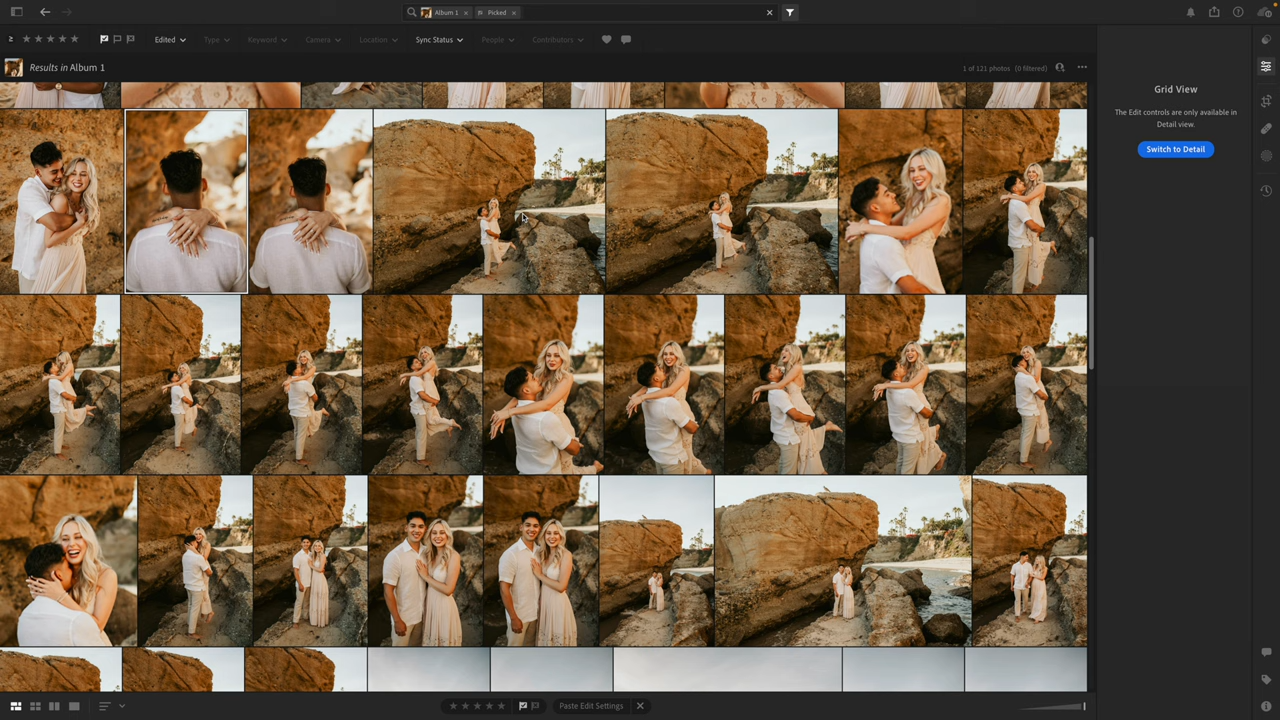 Album 1 Picked
≥ Edited Type Keyword Camera Location Sync Status People Contributors
Results in Album 1
1 of 121 photos (0 filtered)
Grid View
The Edit controls are only available in
Detail view.
Switch to Detail
Paste Edit Settings